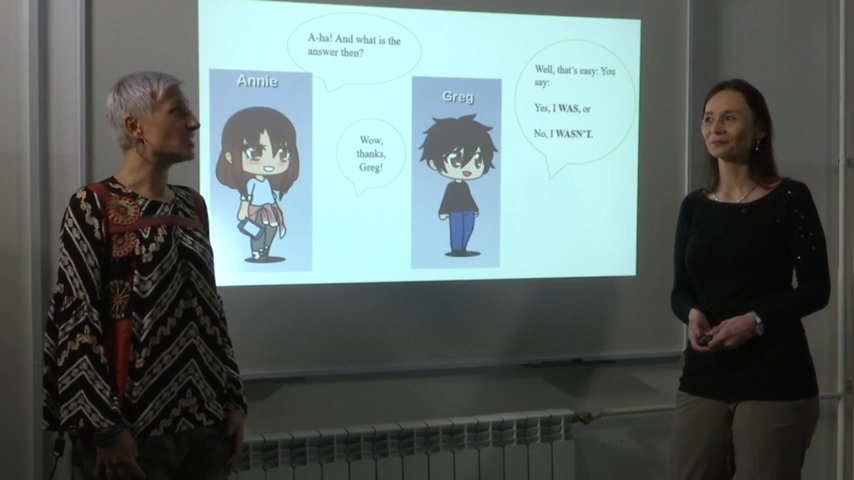 A-ha! And what is the
answer then?
Annie
Wow,
thanks,
Greg!
Greg
Well, that's easy: You
say:
Yes, I WAS, or
No, I WASN'T.